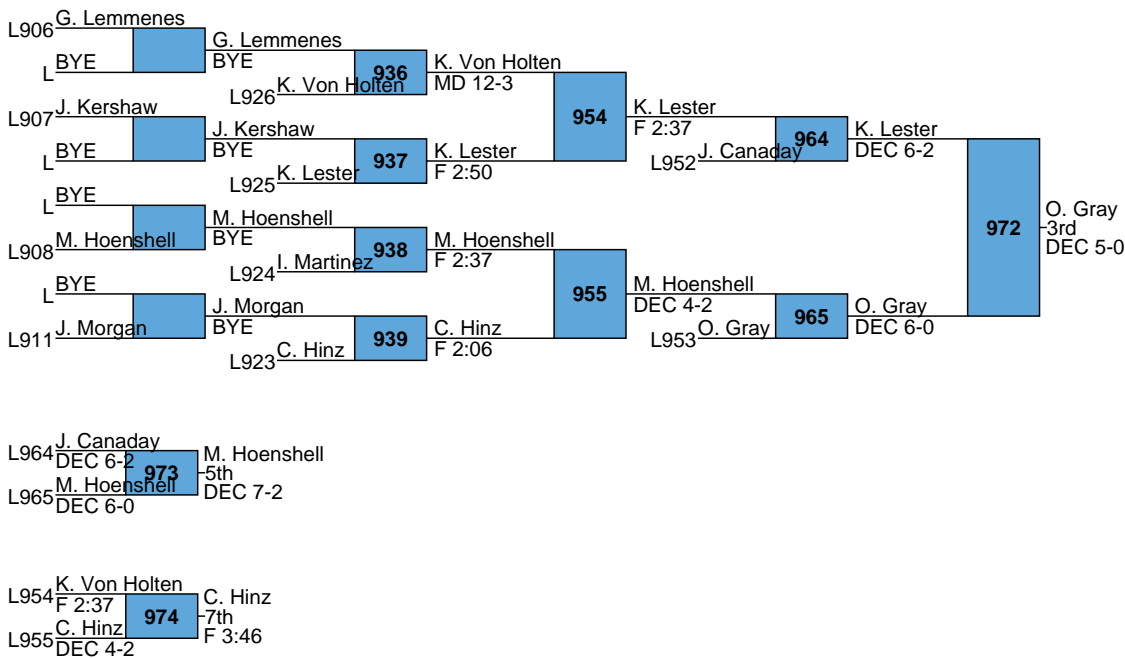 L906 G. Lemmenes
L BYE
G. Lemmenes
BYE
936
L926 K. Von Holten
K. Von Holten
MD 12-3
L907 J. Kershaw
L BYE
J. Kershaw
BYE
937
L925 K. Lester
K. Lester
F 2:50
954
K. Lester
F 2:37
964
L952 J. Canaday
K. Lester
DEC 6-2
L BYE
L908 M. Hoenshell
M. Hoenshell
BYE
938
L924 I. Martinez
M. Hoenshell
F 2:37
L BYE
L911 J. Morgan
J. Morgan
BYE
939
L923 C. Hinz
C. Hinz
F 2:06
955
M. Hoenshell
DEC 4-2
965
L953 O. Gray
O. Gray
DEC 6-0
972
O. Gray
3rd
DEC 5-0
L964 J. Canaday
DEC 6-2
973
L965 M. Hoenshell
DEC 6-0
M. Hoenshell
5th
DEC 7-2
L954 K. Von Holten
F 2:37
974
L955 C. Hinz
DEC 4-2
C. Hinz
7th
F 3:46